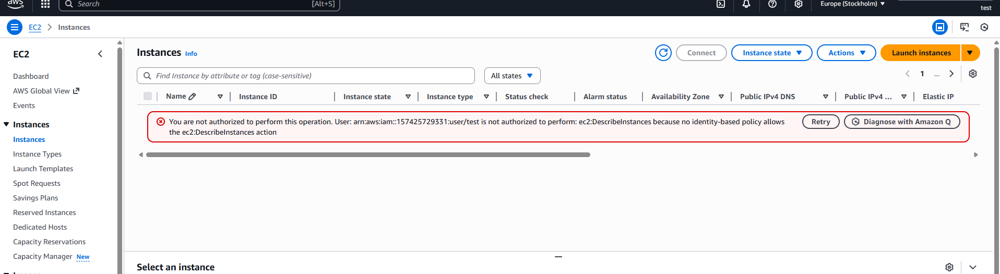 aws
Search
[Alt+S]
Europe (Stockholm)
test
EC2
Instances
EC2
Dashboard
AWS Global View
Events
Instances
Instances
Instance Types
Launch Templates
Spot Requests
Savings Plans
Reserved Instances
Dedicated Hosts
Capacity Reservations
Capacity Manager New
Instances Info
Connect
Instance state
Actions
Launch instances
Find Instance by attribute or tag (case-sensitive)
All states
1 ...
Name
Instance ID
Instance state
Instance type
Status check
Alarm status
Availability Zone
Public IPv4 DNS
Public IPv4 ...
Elastic IP
You are not authorized to perform this operation. User: arn:aws:iam::157425729331:user/test is not authorized to perform: ec2:DescribeInstances because no identity-based policy allows
the ec2:DescribeInstances action
Retry
Diagnose with Amazon Q
Select an instance